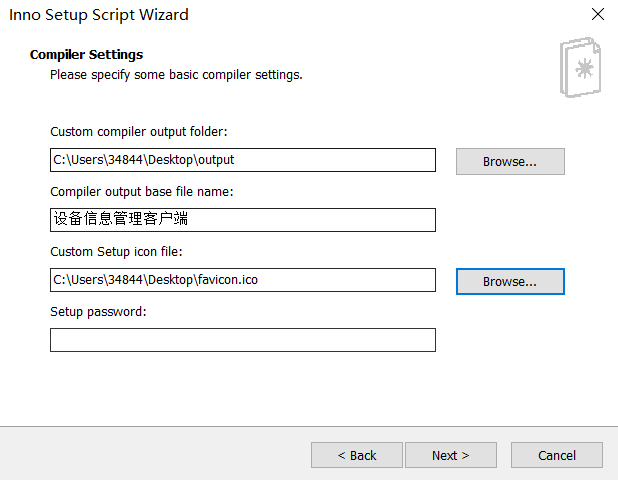 Inno Setup Script Wizard
Compiler Settings
Please specify some basic compiler settings.
Custom compiler output folder:
C:\Users\34844\Desktop\output
Browse...
Compiler output base file name:
设备信息管理客户端
Custom Setup icon file:
C:\Users\34844\Desktop\favicon.ico
Browse...
Setup password:
< Back
Next >
Cancel